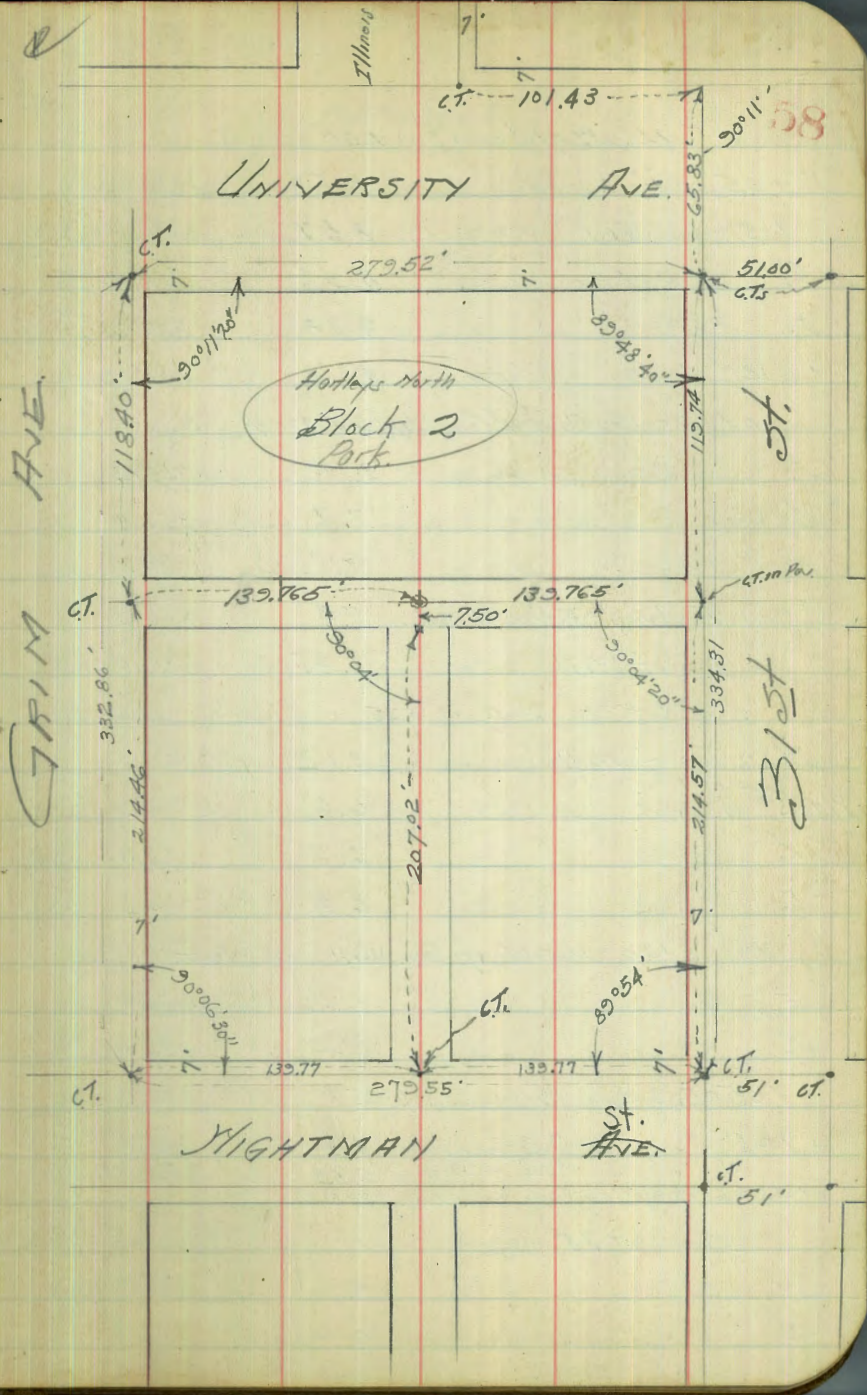 Illinois
7'
7'
C.T. 101.43
58
90°11'
65.83'
UNIVERSITY AVE.
C.T.
279.52'
7'
7'
51.00'
C.Ts
90°11'20"
89°48'40"
118.40'
119.74
GRIM AVE.
Hartleys North
Block 2
Park.
St.
C.T.
139.765'
139.765'
C.T. in Pav.
7.50'
90°04'
90°04'20"
332.86'
334.31
31st
214.46'
207.02'
214.57'
7'
7'
90°06'30"
89°54'
C.T.
7'
139.77
139.77
7'
C.T.
C.T.
279.55'
51'
C.T.
WIGHTMAN St.
AVE.
C.T.
51'